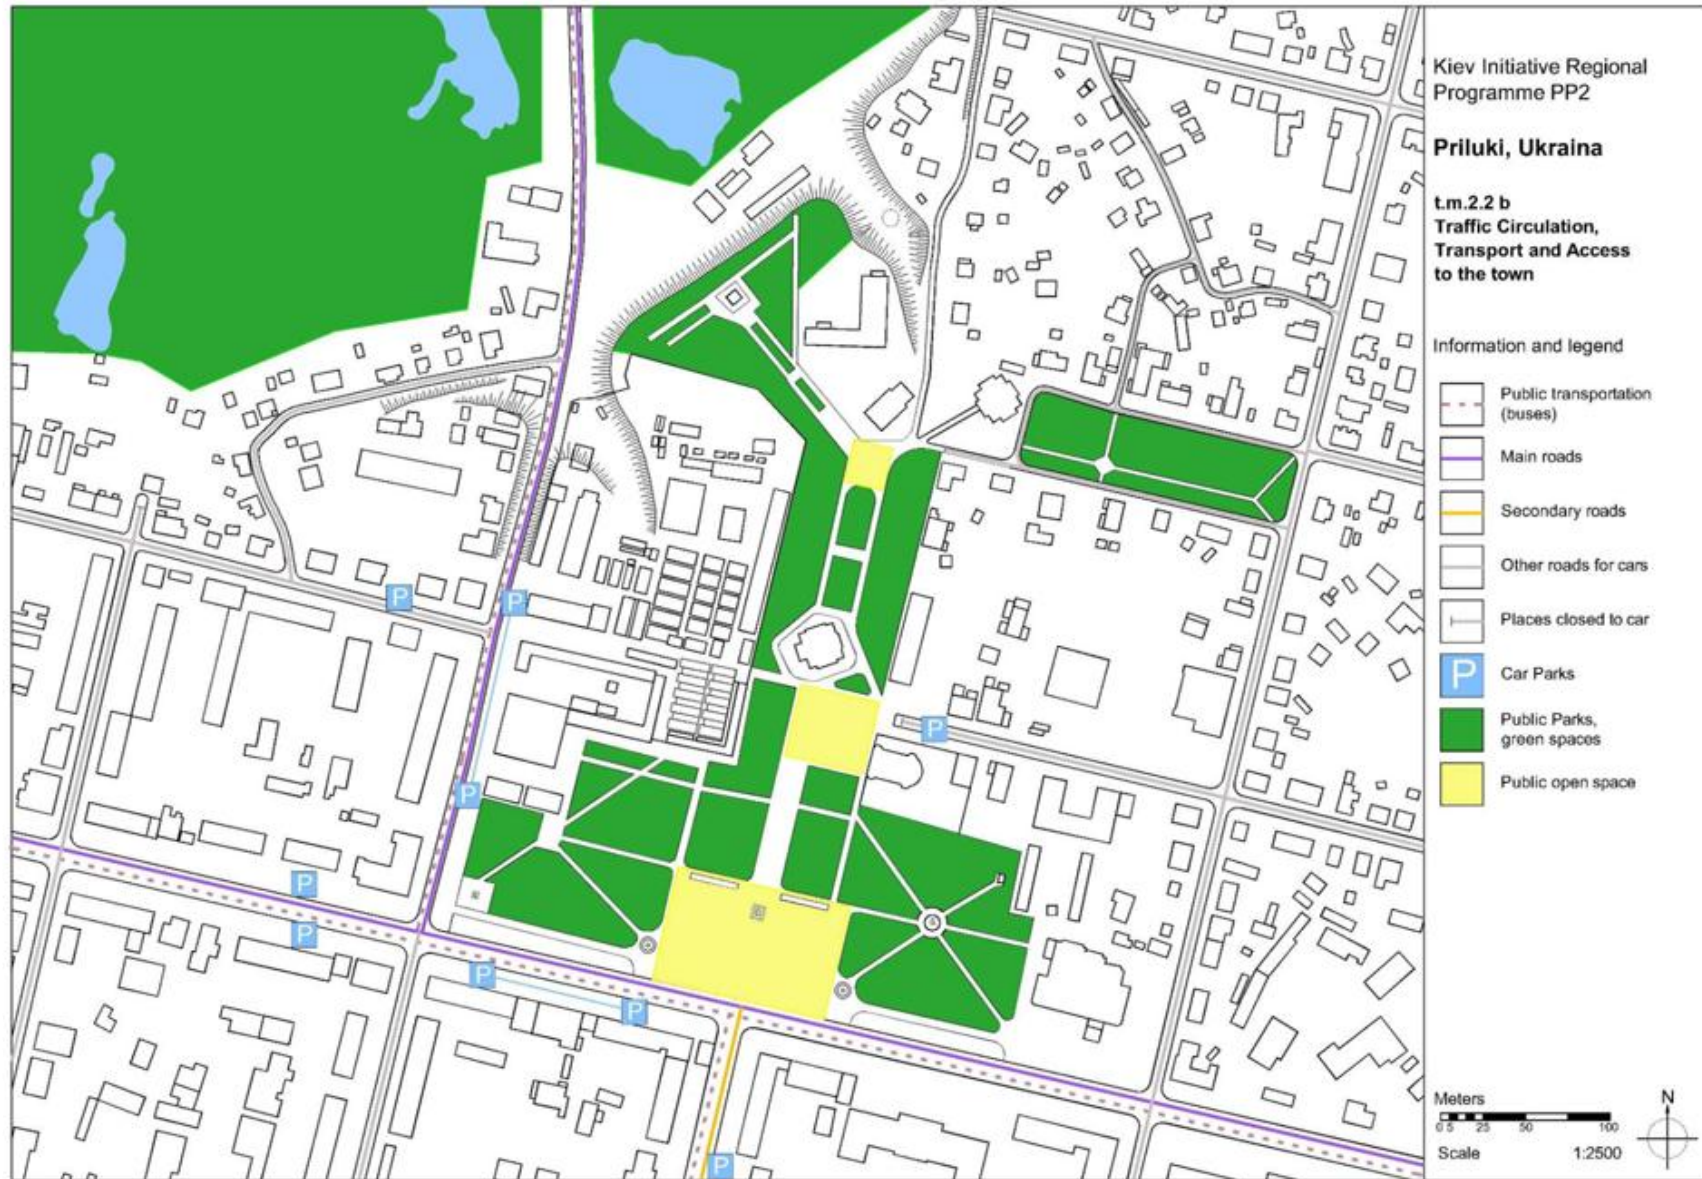 Kiev Initiative Regional
Programme PP2
Priluki, Ukraina
t.m.2.2 b
Traffic Circulation,
Transport and Access
to the town
Information and legend
Public transportation
(buses)
Main roads
Secondary roads
Other roads for cars
Places closed to car
P Car Parks
Public Parks,
green spaces
Public open space
P
P
P
P
P
P
P
P
P
Meters
0 5 25 50 100
Scale 1:2500
N